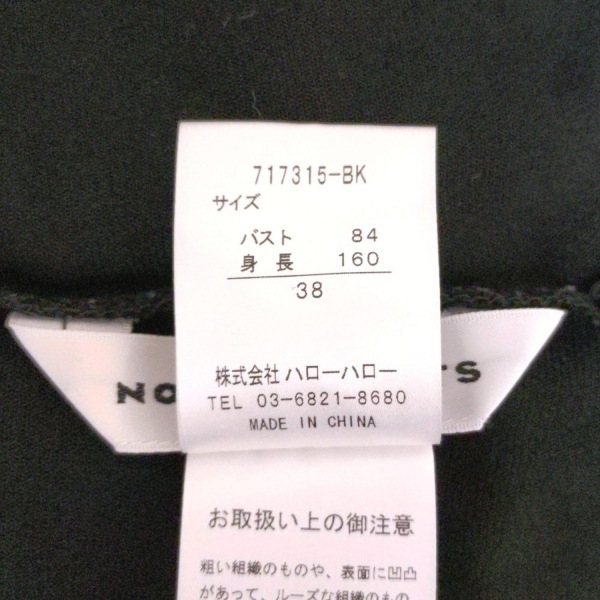 717315-BK
サイズ
バスト 84
身長 160
38
株式会社 ハローハロー
TEL 03-6821-8680
MADE IN CHINA
お取扱い上の御注意
粗い組織のものや、表面に凹凸
があって、ルーズな組織のもの